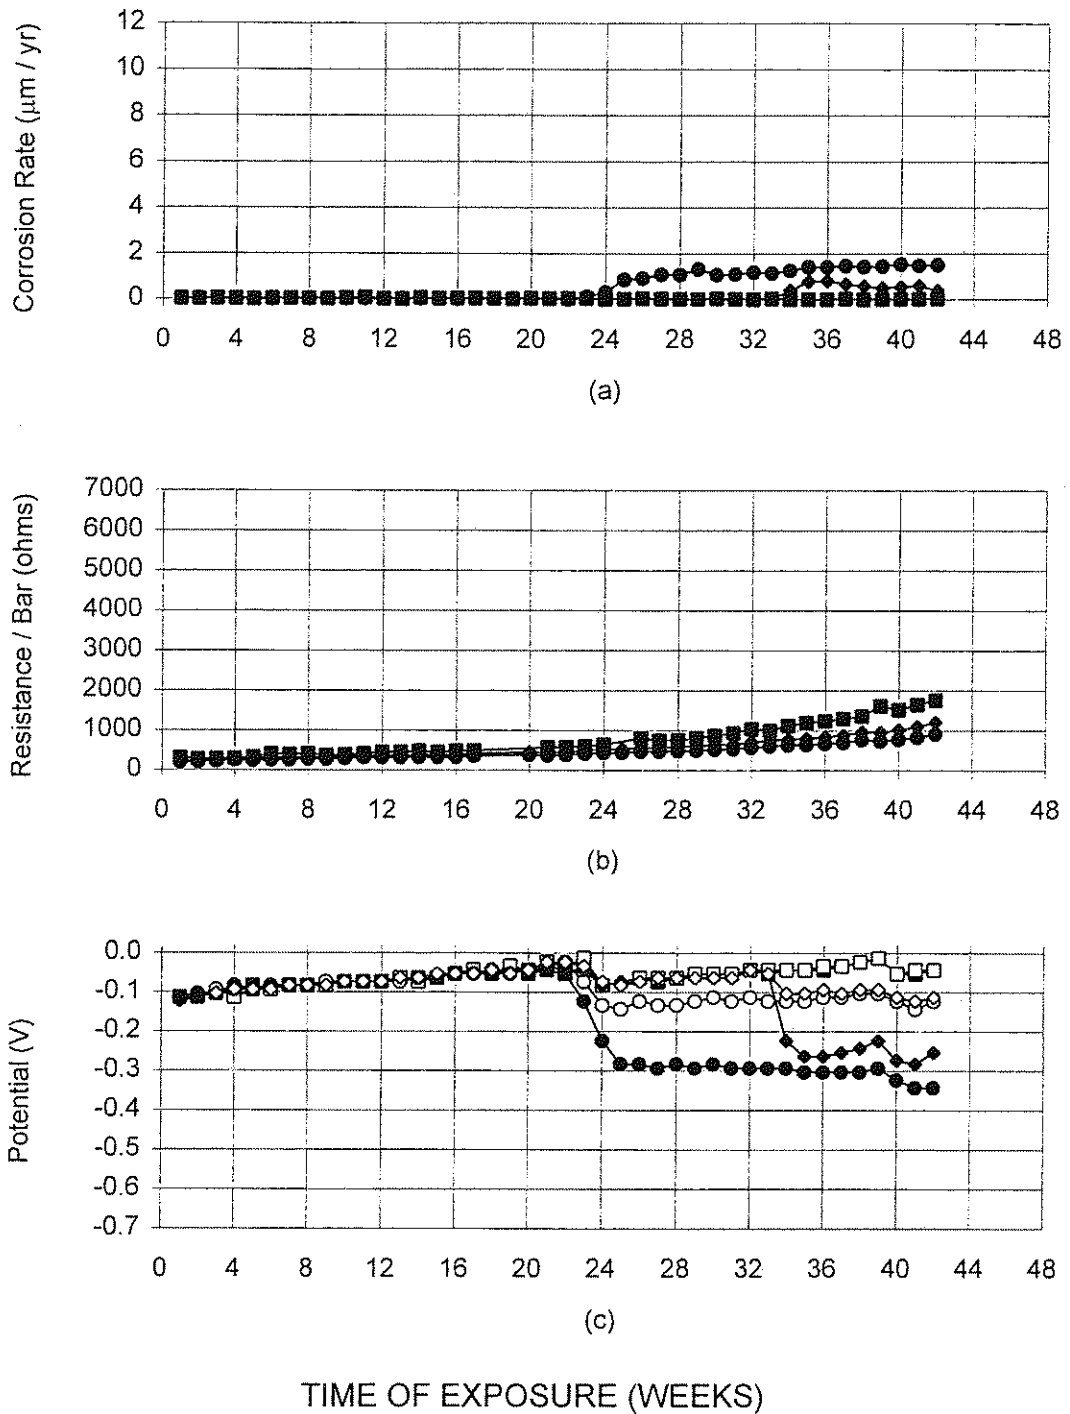 Corrosion Rate (μm / yr)
12
10
8
6
4
2
0
0 4 8 12 16 20 24 28 32 36 40 44 48
(a)
Resistance / Bar (ohms)
7000
6000
5000
4000
3000
2000
1000
0
0 4 8 12 16 20 24 28 32 36 40 44 48
(b)
Potential (V)
0.0
-0.1
-0.2
-0.3
-0.4
-0.5
-0.6
-0.7
0 4 8 12 16 20 24 28 32 36 40 44 48
(c)
TIME OF EXPOSURE (WEEKS)